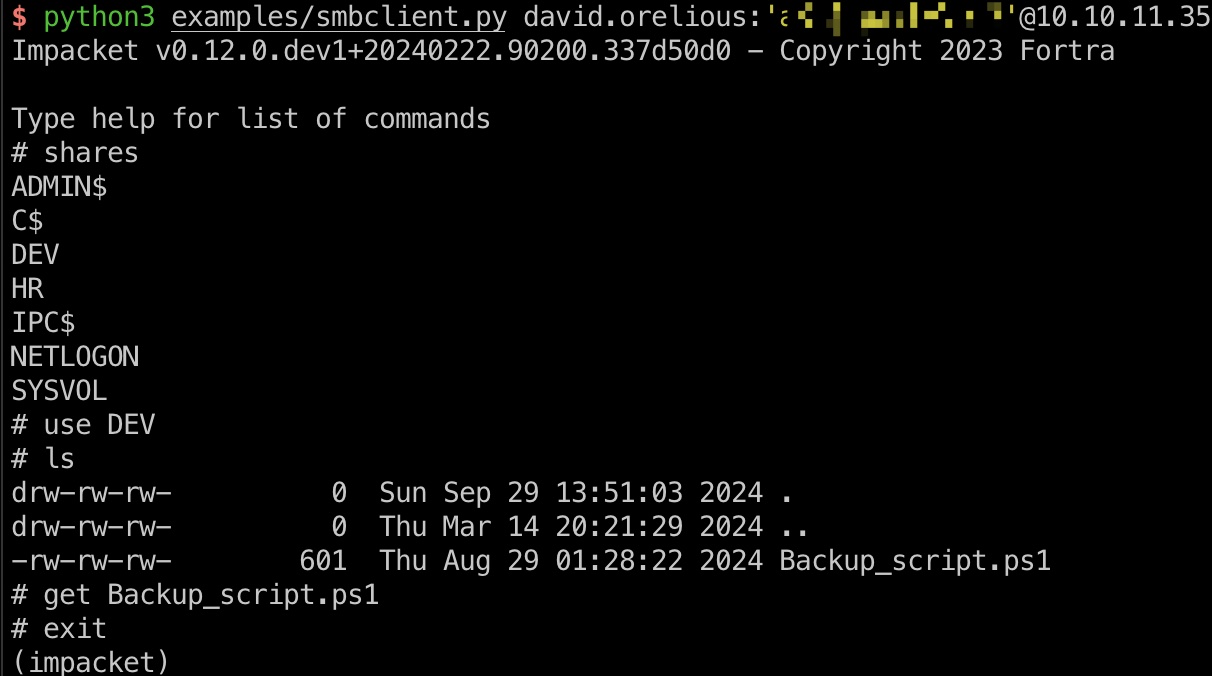 $ python3 examples/smbclient.py david.orelious:' '@10.10.11.35
Impacket v0.12.0.dev1+20240222.90200.337d50d0 - Copyright 2023 Fortra
Type help for list of commands
# shares
ADMIN$
C$
DEV
HR
IPC$
NETLOGON
SYSVOL
# use DEV
# ls
drw-rw-rw-          0  Sun Sep 29 13:51:03 2024 .
drw-rw-rw-          0  Thu Mar 14 20:21:29 2024 ..
-rw-rw-rw-        601  Thu Aug 29 01:28:22 2024 Backup_script.ps1
# get Backup_script.ps1
# exit
(impacket)